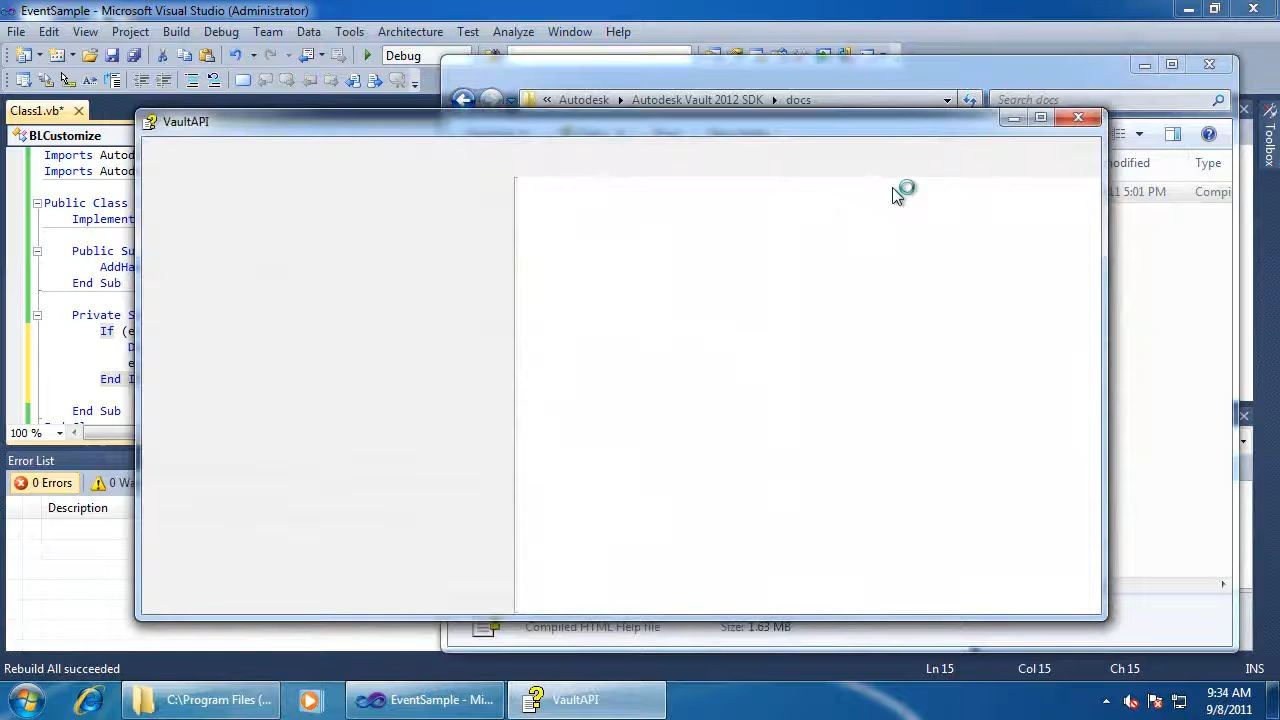 EventSample - Microsoft Visual Studio (Administrator)
File Edit View Project Build Debug Team Data Tools Architecture Test Analyze Window Help
Debug
Class1.vb*
« Autodesk Autodesk Vault 2012 SDK docs
Search docs
VaultAPI
BLCustomize
Toolbox
Imports Autod
Imports Autod
odified Type
11 5:01 PM Compi
Public Class
Implement
Public Su
AddHa
End Sub
Private S
If (e
D
e
End I
End Sub
100 %
Error List
0 Errors 0 Wa
Description
Compiled HTML Help file Size: 1.63 MB
Rebuild All succeeded Ln 15 Col 15 Ch 15 INS
C:\Program Files (... EventSample - Mi... VaultAPI
9:34 AM
9/8/2011